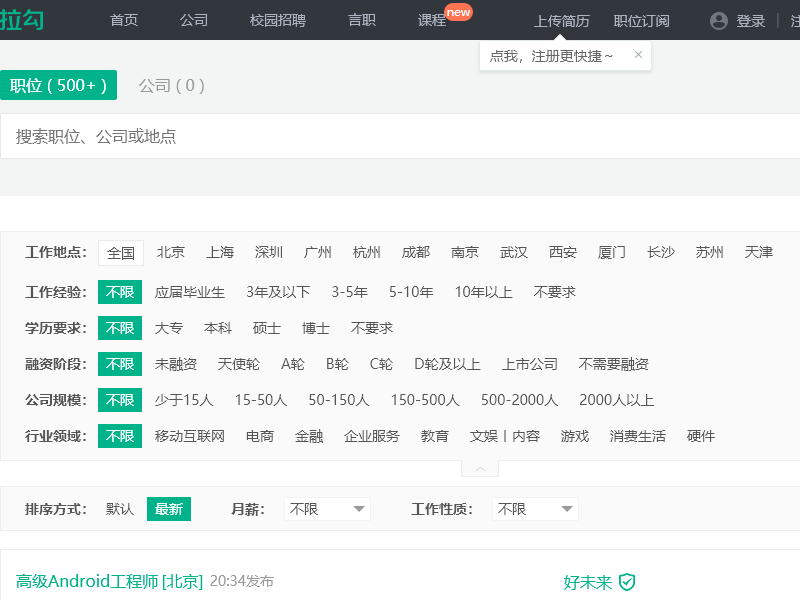 拉勾 首页 公司 校园招聘 言职 课程 new 上传简历 职位订阅 登录
点我，注册更快捷～ ×
职位 ( 500+ ) 公司 ( 0 )
搜索职位、公司或地点
工作地点： 全国 北京 上海 深圳 广州 杭州 成都 南京 武汉 西安 厦门 长沙 苏州 天津
工作经验： 不限 应届毕业生 3年及以下 3-5年 5-10年 10年以上 不要求
学历要求： 不限 大专 本科 硕士 博士 不要求
融资阶段： 不限 未融资 天使轮 A轮 B轮 C轮 D轮及以上 上市公司 不需要融资
公司规模： 不限 少于15人 15-50人 50-150人 150-500人 500-2000人 2000人以上
行业领域： 不限 移动互联网 电商 金融 企业服务 教育 文娱丨内容 游戏 消费生活 硬件
排序方式： 默认 最新 月薪： 不限 工作性质： 不限
高级Android工程师 [北京] 20:34发布 好未来